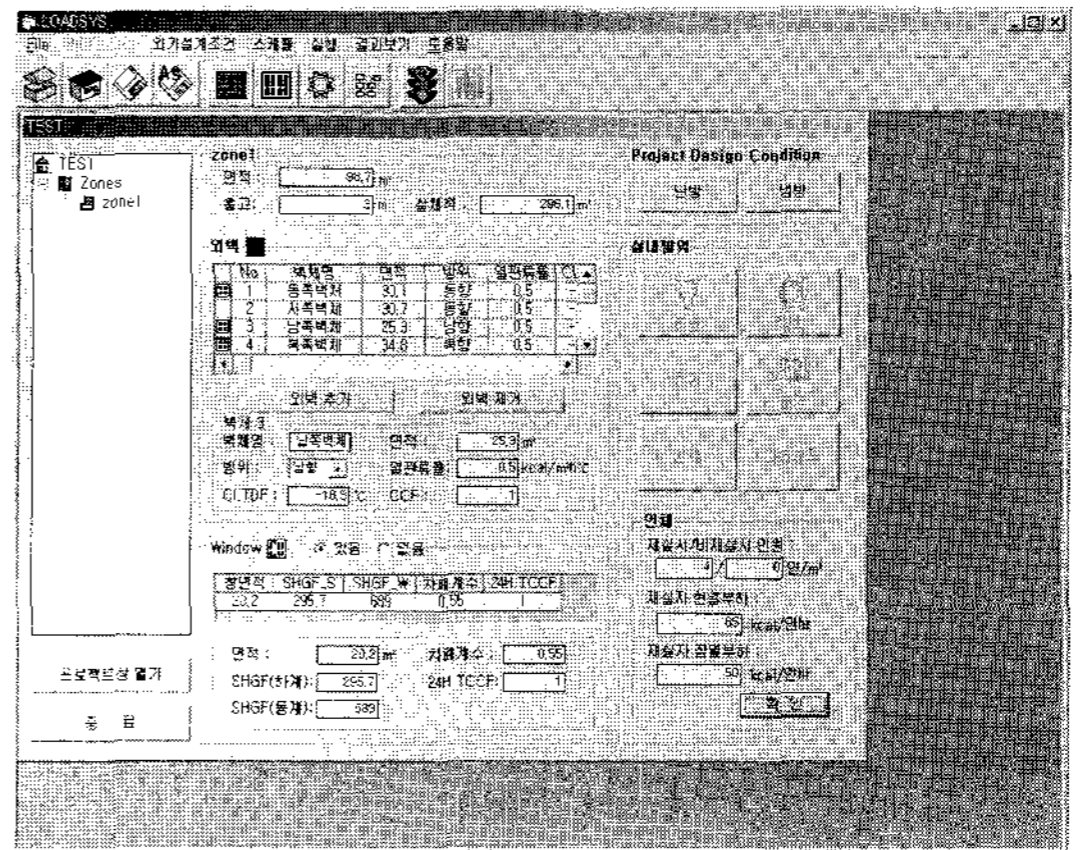 LOADSYS
File 외기설계조건 스케줄 실행 결과보기 도움말
TEST
TEST
Zones
zone1
zone1
면적 : 98,7 m²
층고: 3 m 실체적 : 296,1 m³
외벽
No 벽체명 면적 방위 열관류율
1 동쪽벽체 30,1 동향 0,5
2 서쪽벽체 30,7 0,5
3 남쪽벽체 25,9 남향 0,5
4 북쪽벽체 34,8 북향 0,5
외벽 추가 외벽 제거
벽체 3
벽체명 : 남쪽벽체 면적 : 25,9 m²
방위 : 남향 열관류율: 0,5 kcal/m²h℃
CLTDF : -18,9 ℃ CCF : 1
Window 있음 없음
창면적 SHGF_S SHGF_W 차폐계수 24H TCCF
20,2 295,7 689 0,55 1
면적 : 20,2 m² 차폐계수 : 0,55
SHGF(하계): 295,7 24H TCCF: 1
SHGF(동계): 689
Project Design Condition
난방 냉방
실내발열
인체
재실자/비재실자 인원
4 / 0 인/m²
재실자 현열부하
65 kcal/인hr
재실자 잠열부하 :
50 kcal/인hr
확 인
프로젝트창 열기
종 료